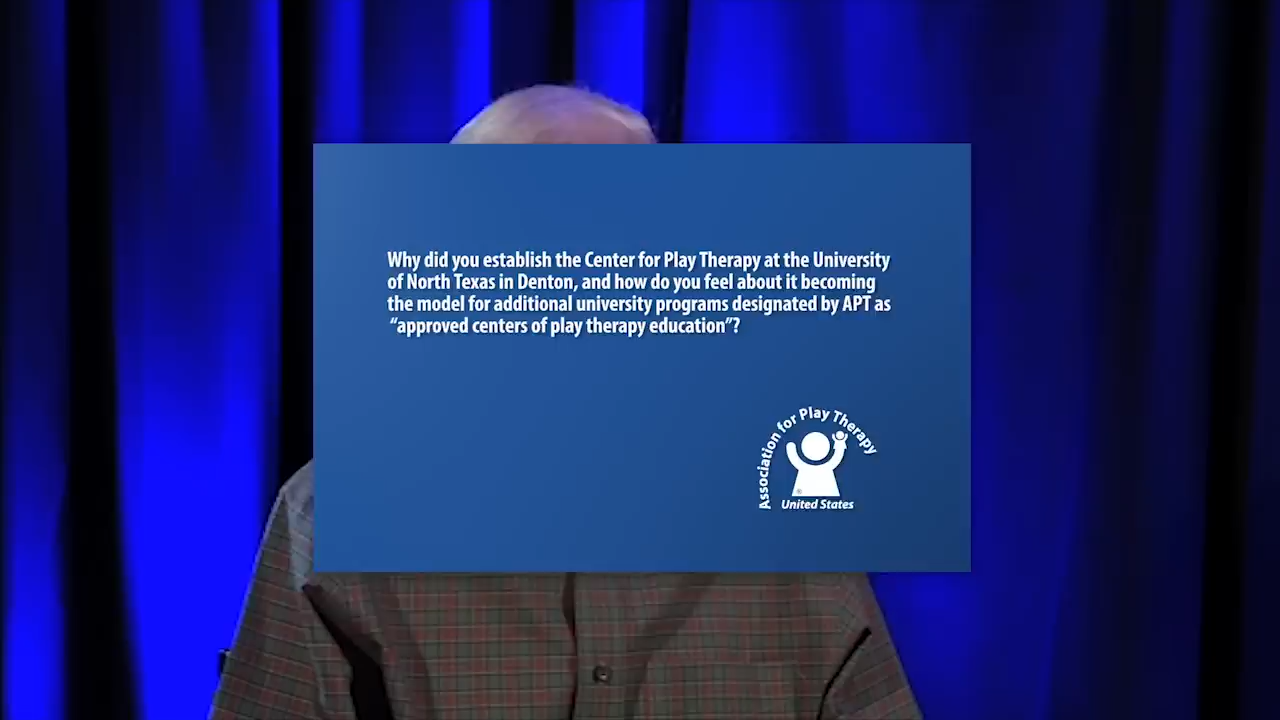 Why did you establish the Center for Play Therapy at the University
of North Texas in Denton, and how do you feel about it becoming
the model for additional university programs designated by APT as
“approved centers of play therapy education”?
Association for Play Therapy
®
United States